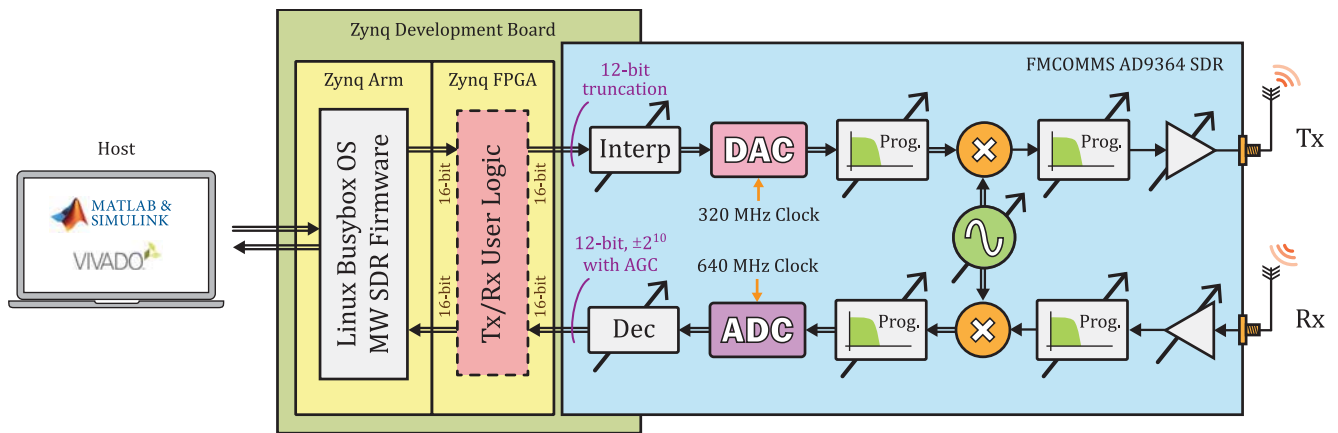 Zynq Development Board
Zynq Arm
Zynq FPGA
FMCOMMS AD9364 SDR
12-bit
truncation
Host
MATLAB &
SIMULINK
VIVADO
Linux Busybox OS
MW SDR Firmware
16-bit
16-bit
Tx/Rx User Logic
16-bit
16-bit
Interp
DAC
Prog.
Prog.
Tx
320 MHz Clock
12-bit, ±2¹⁰
with AGC
640 MHz Clock
Dec
ADC
Prog.
Prog.
Rx